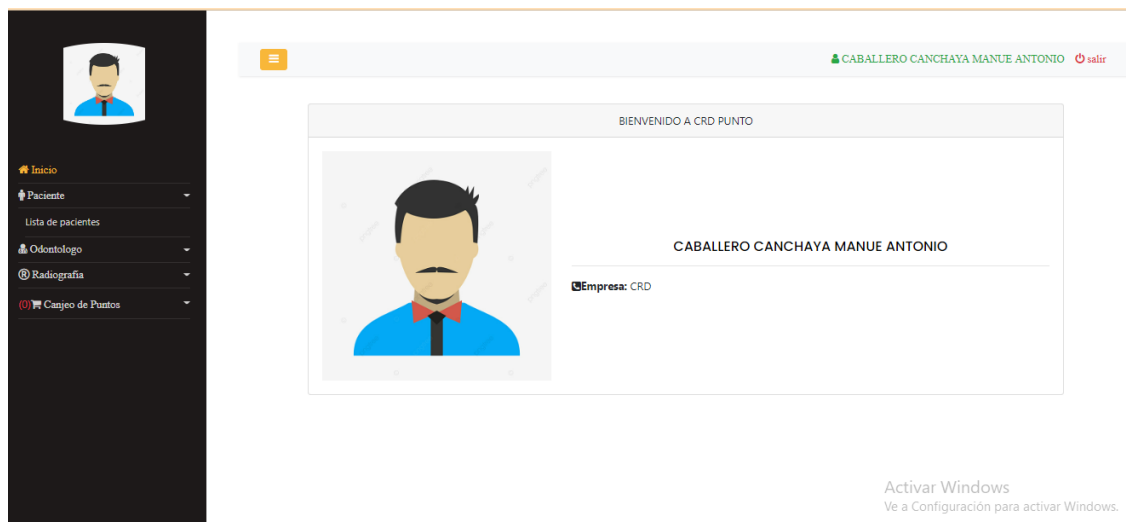 CABALLERO CANCHAYA MANUE ANTONIO salir
BIENVENIDO A CRD PUNTO
Inicio
Paciente
Lista de pacientes
Odontologo
® Radiografía
(0) Canjeo de Puntos
CABALLERO CANCHAYA MANUE ANTONIO
Empresa: CRD
Activar Windows
Ve a Configuración para activar Windows.